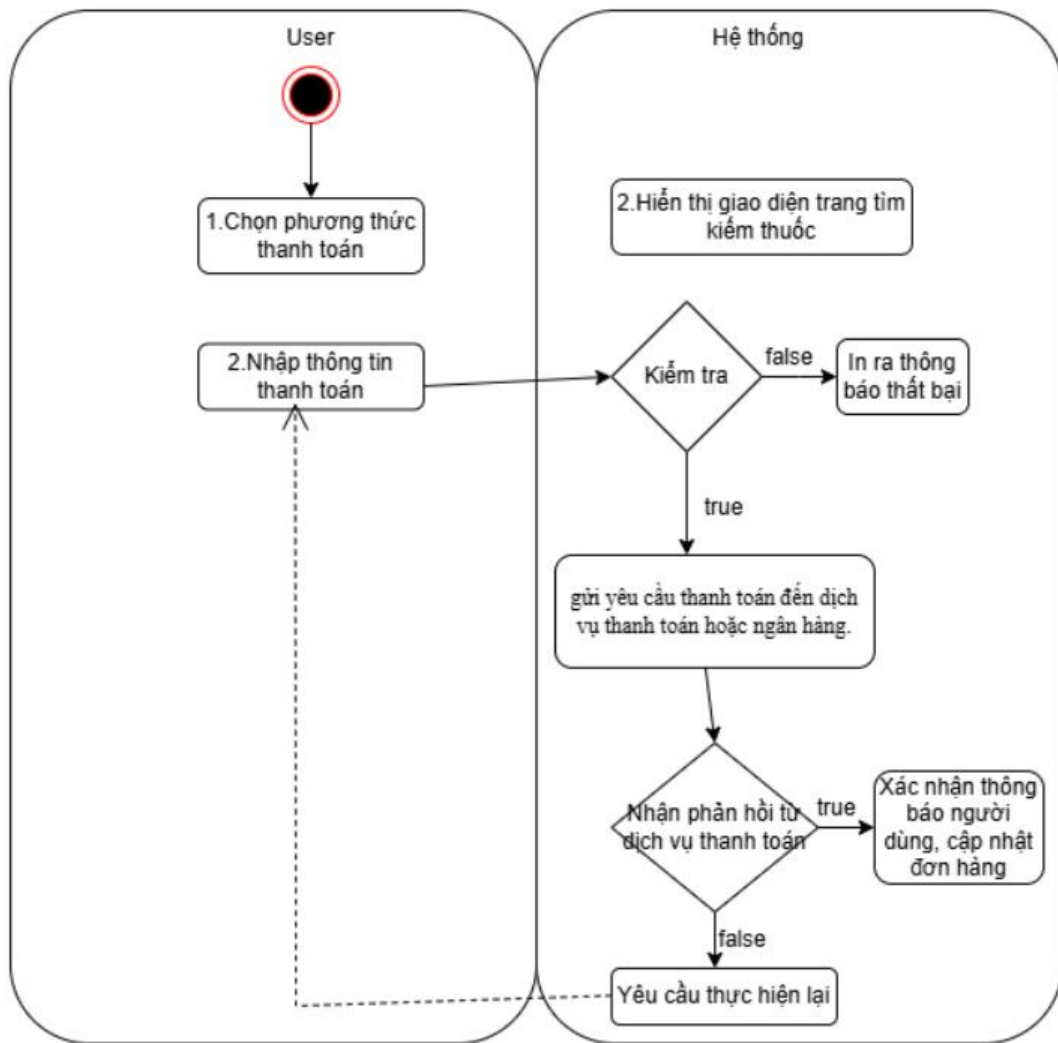 User
Hệ thống
1.Chọn phương thức
thanh toán
2.Hiển thị giao diện trang tìm
kiếm thuốc
2.Nhập thông tin
thanh toán
Kiểm tra
false
In ra thông
báo thất bại
true
gửi yêu cầu thanh toán đến dịch
vụ thanh toán hoặc ngân hàng.
Nhận phản hồi từ
dịch vụ thanh toán
true
Xác nhận thông
báo người
dùng, cập nhật
đơn hàng
false
Yêu cầu thực hiện lại